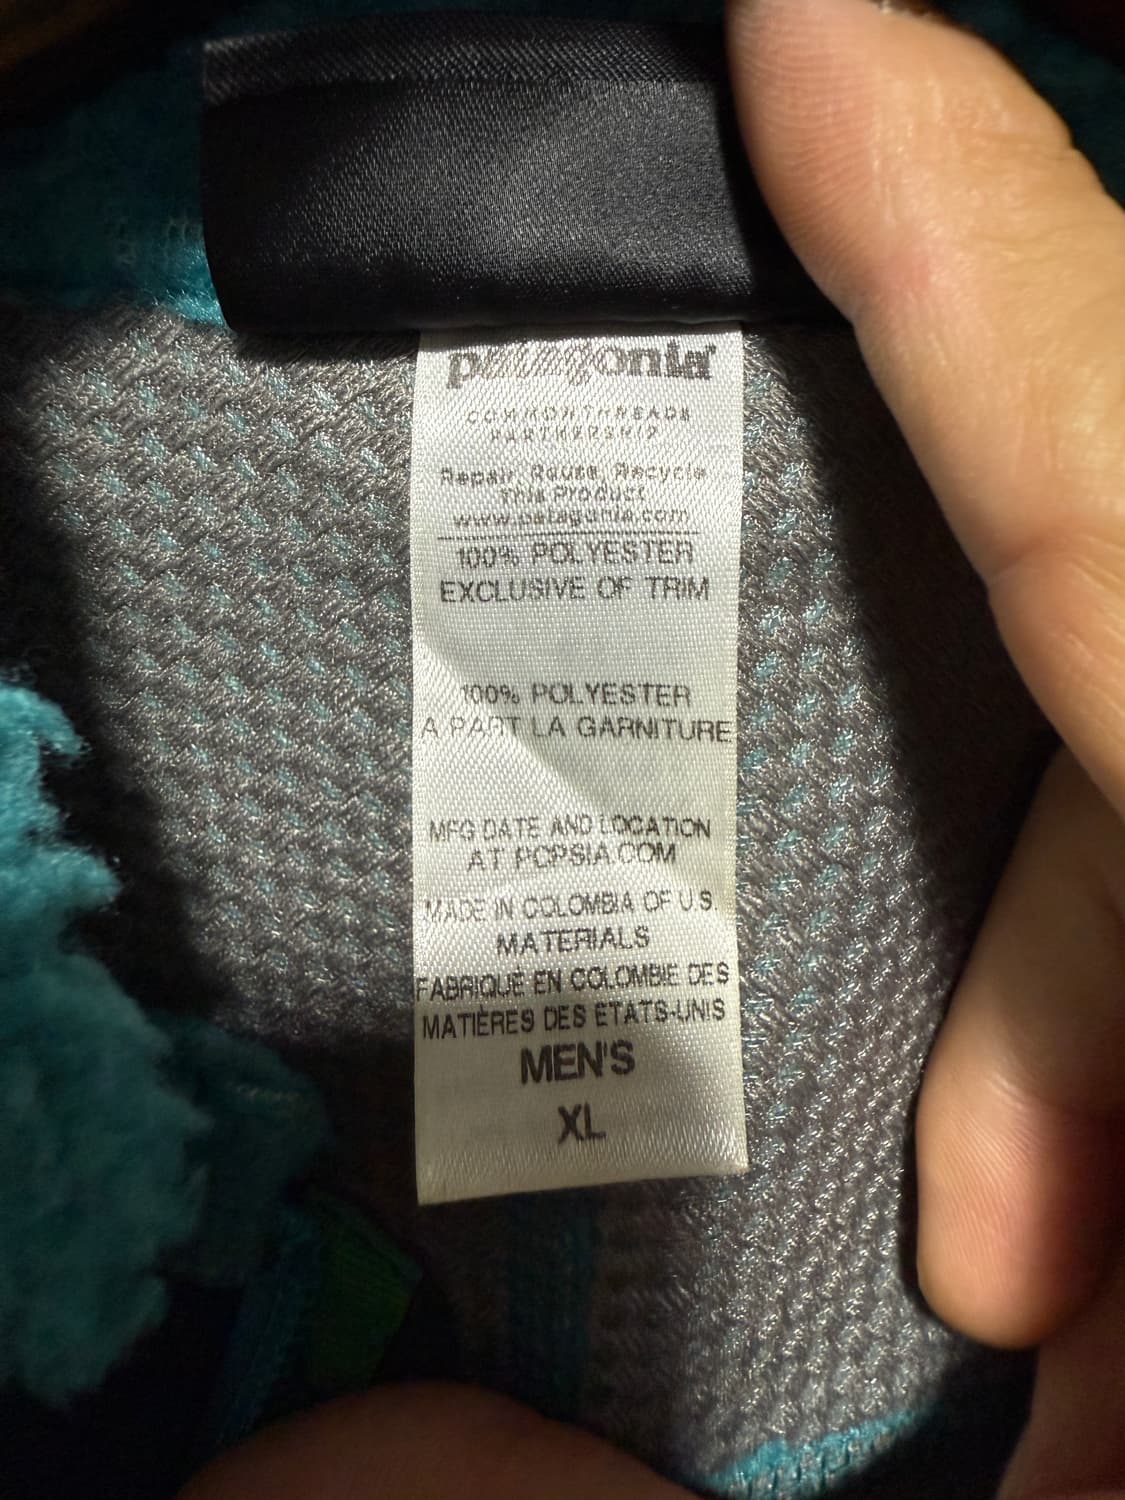 patagonia
COMMON THREADS
PARTNERSHIP
Repair, Reuse, Recycle
This Product
www.patagonia.com
100% POLYESTER
EXCLUSIVE OF TRIM
100% POLYESTER
A PART LA GARNITURE
MFG DATE AND LOCATION
AT POPSIA.COM
MADE IN COLOMBIA OF U.S.
MATERIALS
FABRIQUÉ EN COLOMBIE DES
MATIÈRES DES ETATS-UNIS
MEN'S
XL